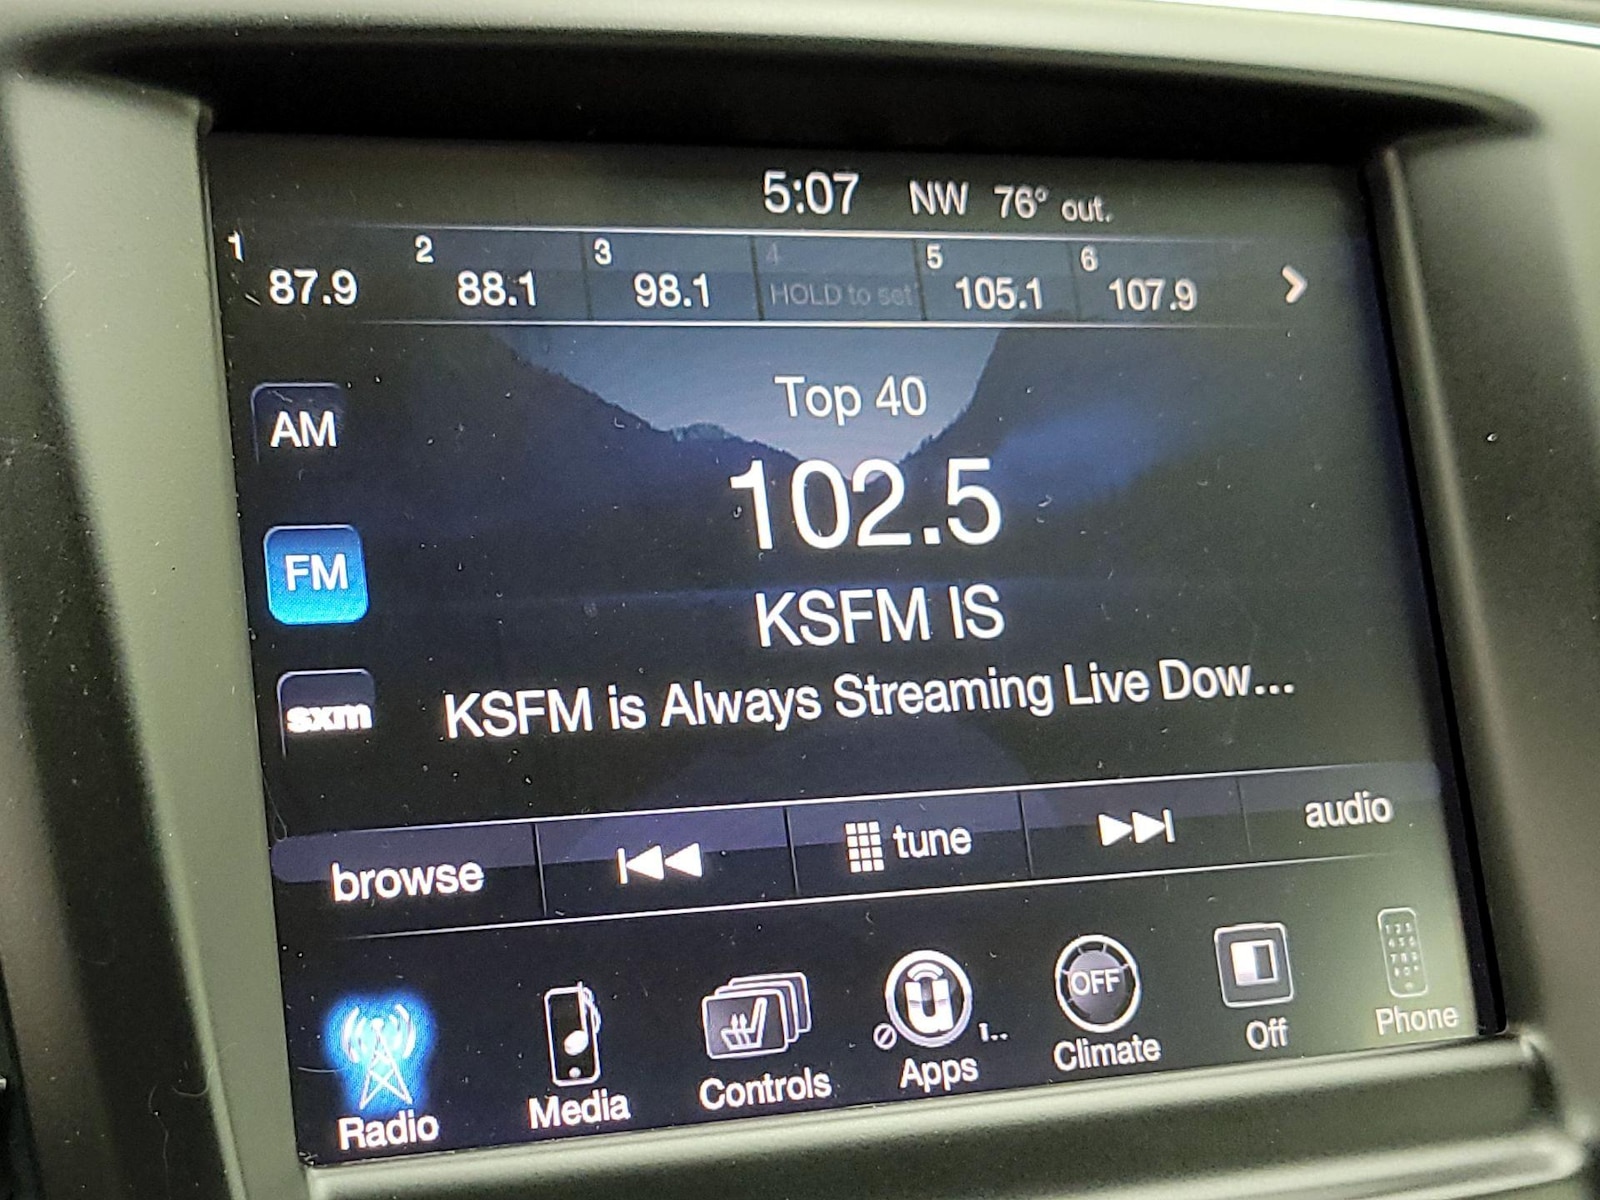 5:07 NW 76° out.
1 2 3 4 5 6
87.9 88.1 98.1 HOLD to set 105.1 107.9
Top 40
AM
102.5
FM
KSFM IS
sxm
KSFM is Always Streaming Live Dow...
browse tune audio
OFF
Radio Media Controls Apps Climate Off Phone